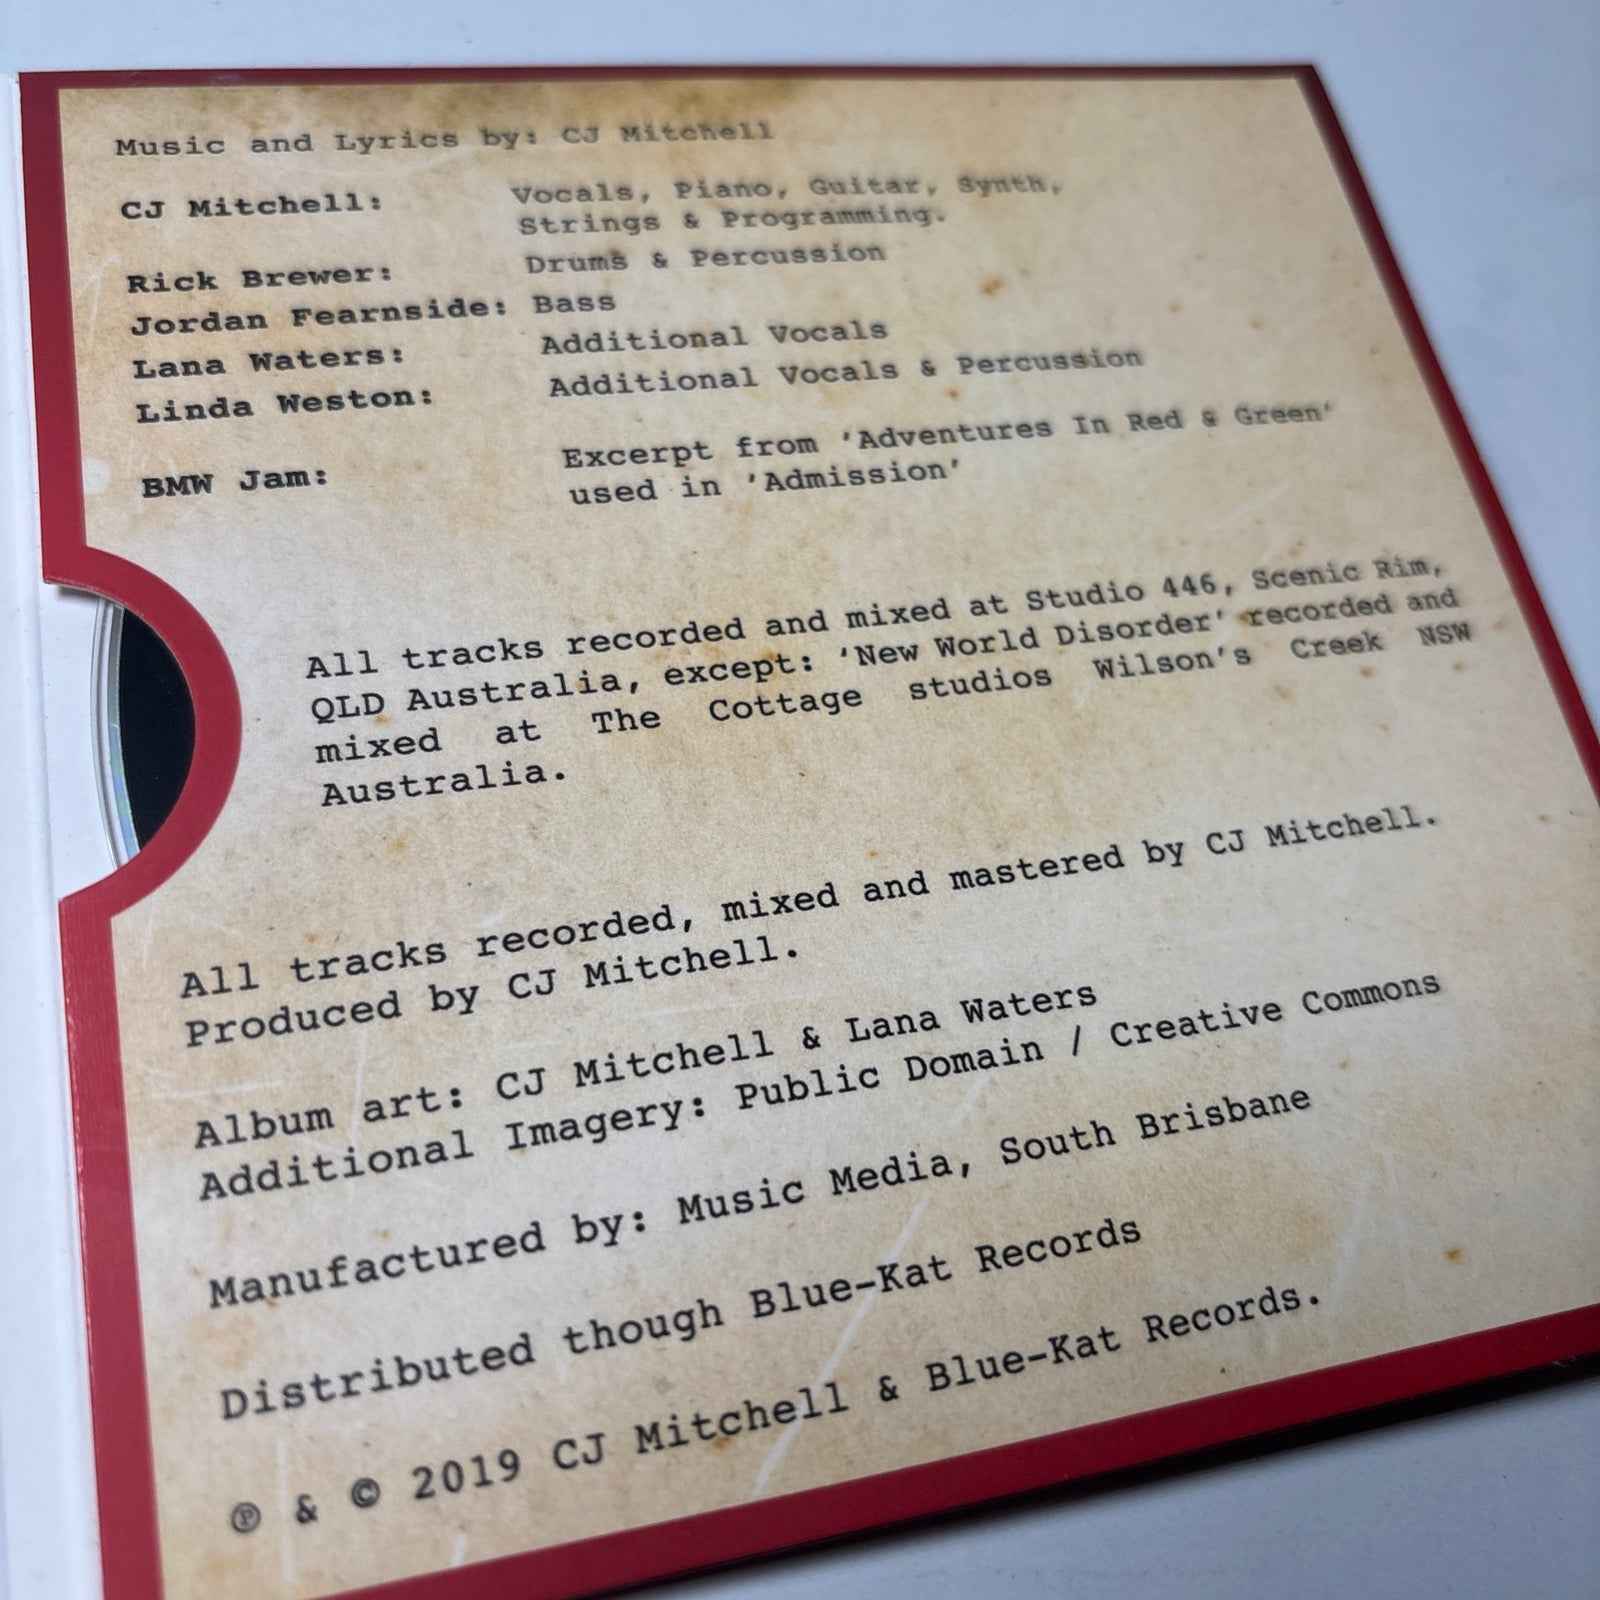 Music and Lyrics by: CJ Mitchell
CJ Mitchell: Vocals, Piano, Guitar, Synth,
Strings & Programming.
Rick Brewer: Drums & Percussion
Jordan Fearnside: Bass
Lana Waters: Additional Vocals
Linda Weston: Additional Vocals & Percussion
BMW Jam: Excerpt from 'Adventures In Red & Green'
used in 'Admission'
All tracks recorded and mixed at Studio 446, Scenic Rim,
QLD Australia, except: 'New World Disorder' recorded and
mixed at The Cottage studios Wilson's Creek NSW
Australia.
All tracks recorded, mixed and mastered by CJ Mitchell.
Produced by CJ Mitchell.
Album art: CJ Mitchell & Lana Waters
Additional Imagery: Public Domain / Creative Commons
Manufactured by: Music Media, South Brisbane
Distributed though Blue-Kat Records
℗ & © 2019 CJ Mitchell & Blue-Kat Records.